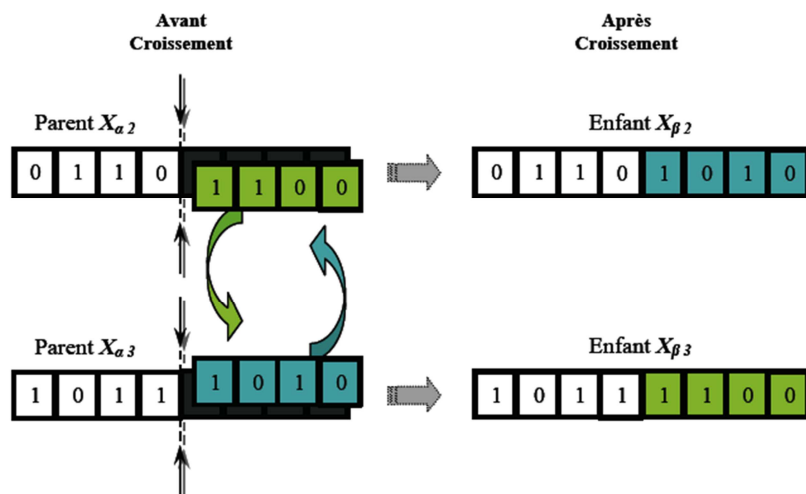 Avant
Croissement
Après
Croissement
Parent Xα 2
Enfant Xβ 2
0 1 1 0 1 1 0 0
0 1 1 0 1 0 1 0
Parent Xα 3
Enfant Xβ 3
1 0 1 1 1 0 1 0
1 0 1 1 1 1 0 0